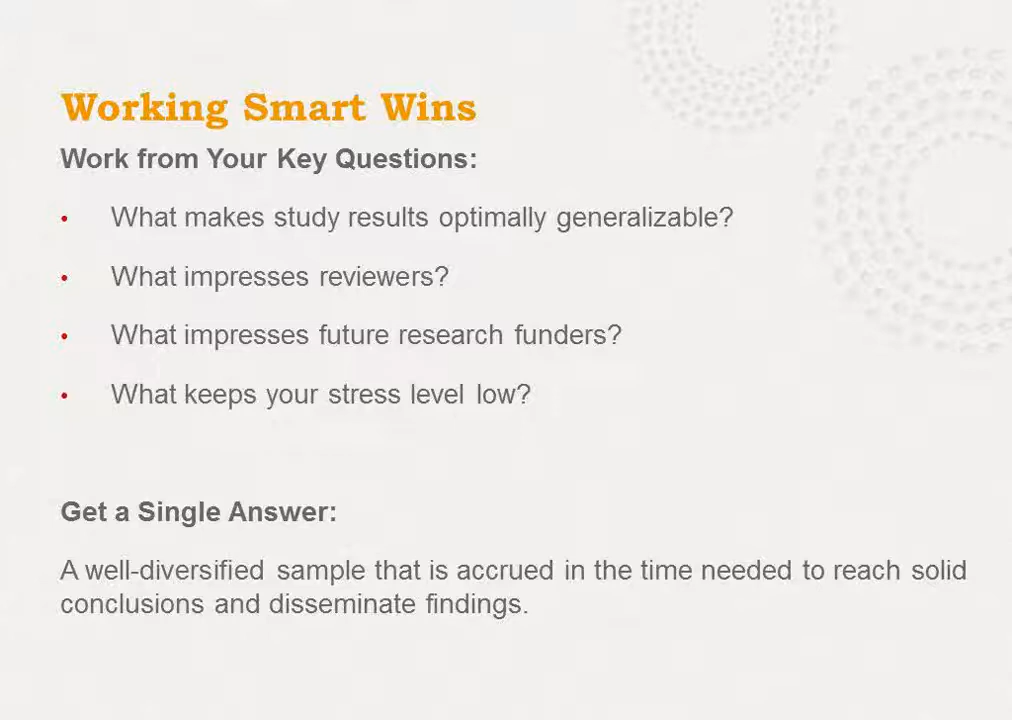 Working Smart Wins
Work from Your Key Questions:
• What makes study results optimally generalizable?
• What impresses reviewers?
• What impresses future research funders?
• What keeps your stress level low?
Get a Single Answer:
A well-diversified sample that is accrued in the time needed to reach solid
conclusions and disseminate findings.